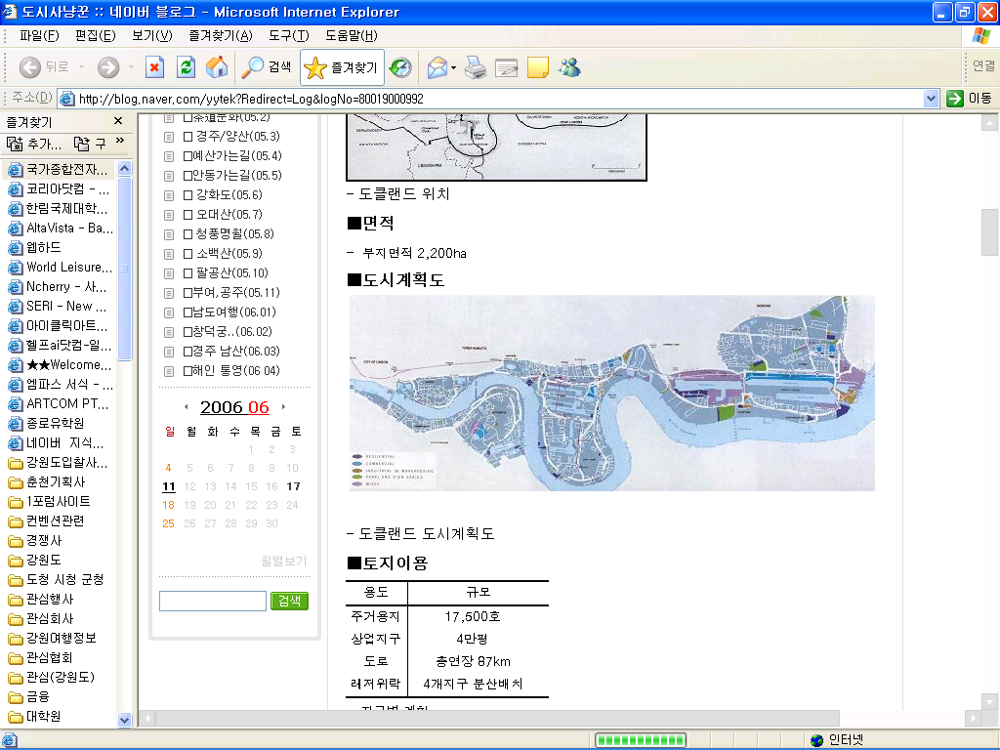 도시사냥꾼 :: 네이버 블로그 - Microsoft Internet Explorer
파일(F) 편집(E) 보기(V) 즐겨찾기(A) 도구(T) 도움말(H)
뒤로 검색 즐겨찾기 연결
주소(D) http://blog.naver.com/yytek?Redirect=Log&logNo=80019000992 이동
즐겨찾기
추가... 구 »
국가종합전자...
코리아닷컴 - ...
한림국제대학...
AltaVista - Ba...
웹하드
World Leisure...
Ncherry - 사...
SERI - New ...
아이클릭아트...
헬프ai닷컴-일...
★★Welcome...
엠파스 서식 - ...
ARTCOM PT...
종로유학원
네이버 지식...
강원도입찰사...
춘천기획사
1포럼사이트
컨벤션관련
경쟁사
강원도
도청 시청 군청
관심행사
관심회사
강원여행정보
관심협회
관심(강원도)
금융
대학원
□茶道문화(05.2)
□ 경주/양산(05.3)
□예산가는길(05.4)
□안동가는길(05.5)
□ 강화도(05.6)
□ 오대산(05.7)
□ 청풍명월(05.8)
□ 소백산(05.9)
□ 팔공산(05.10)
□부여,공주(05.11)
□남도여행(06.01)
□창덕궁..(06.02)
□경주 남산(06.03)
□해인 통영(06 04)
2006 06
일 월 화 수 목 금 토
1 2 3
4 5 6 7 8 9 10
11 12 13 14 15 16 17
18 19 20 21 22 23 24
25 26 27 28 29 30
월별보기
검색
LEWISHAM
- 도클랜드 위치
■면적
- 부지면적 2,200ha
■도시계획도
CITY OF LONDON
TOWER HAMLETS
NEWHAM
RESIDENTIAL
COMMERCIAL
INDUSTRIAL OR WAREHOUSING
PARKS AND OPEN SPACES
MIXED
- 도클랜드 도시계획도
■토지이용
용도 규모
주거용지 17,500호
상업지구 4만평
도로 총연장 87km
레저위락 4개지구 분산배치
인터넷